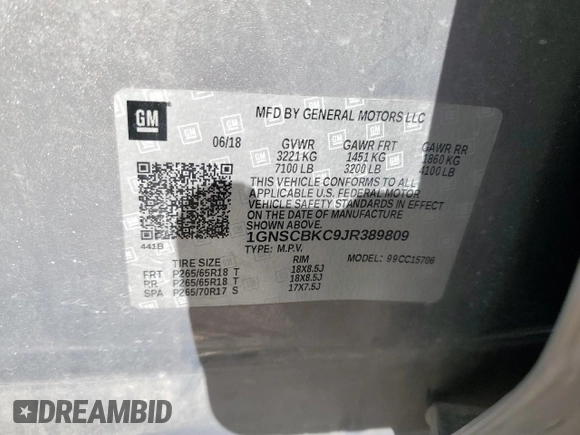 GM
MFD BY GENERAL MOTORS LLC
06/18 GVWR GAWR FRT GAWR RR
3221 KG 1451 KG 1860 KG
7100 LB 3200 LB 4100 LB
THIS VEHICLE CONFORMS TO ALL
APPLICABLE U.S. FEDERAL MOTOR
VEHICLE SAFETY STANDARDS IN EFFECT
ON THE DATE OF MANUFACTURE
SHOWN ABOVE.
1GNSCBKC9JR389809
441B TYPE: M.P.V. MODEL: 99CC15706
TIRE SIZE RIM
FRT P265/65R18 T 18X8.5J
RR P265/65R18 T 18X8.5J
SPA P265/70R17 S 17X7.5J
DREAMBID